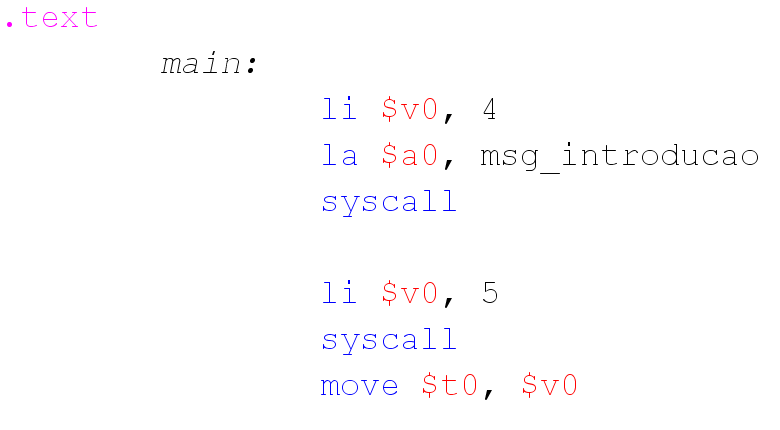 .text
main:
li $v0, 4
la $a0, msg_introducao
syscall
li $v0, 5
syscall
move $t0, $v0